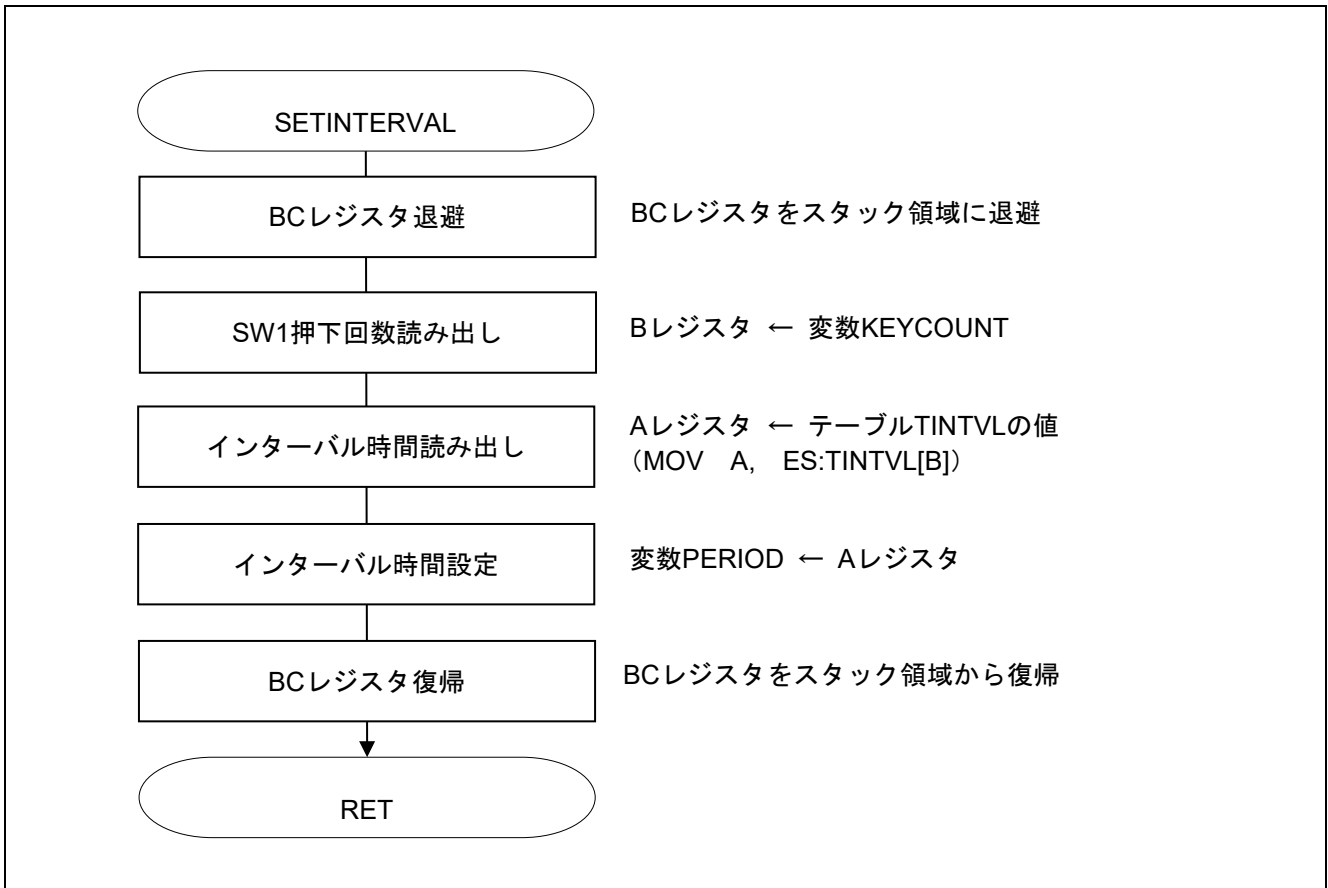 SETINTERVAL
BCレジスタ退避
BCレジスタをスタック領域に退避
SW1押下回数読み出し
Bレジスタ ← 変数KEYCOUNT
インターバル時間読み出し
Aレジスタ ← テーブルTINTVLの値
（MOV A, ES:TINTVL[B]）
インターバル時間設定
変数PERIOD ← Aレジスタ
BCレジスタ復帰
BCレジスタをスタック領域から復帰
RET